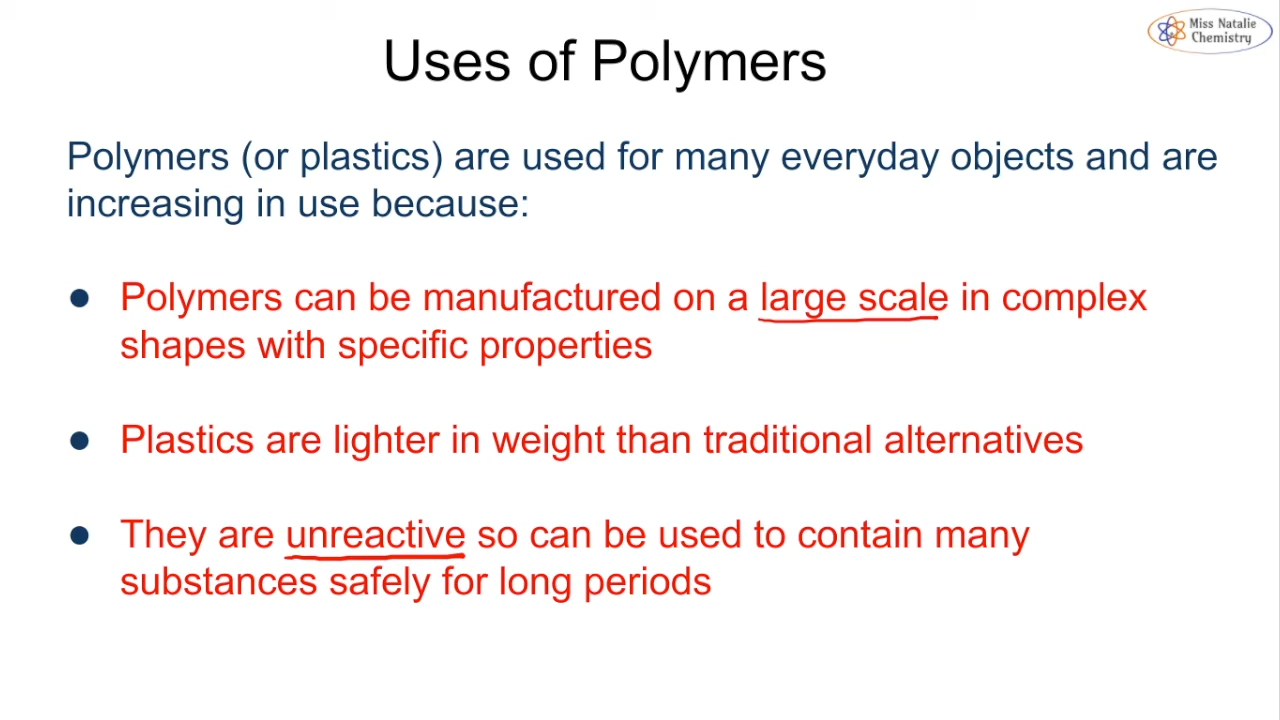 Miss Natalie
Chemistry
Uses of Polymers
Polymers (or plastics) are used for many everyday objects and are
increasing in use because:
● Polymers can be manufactured on a large scale in complex
shapes with specific properties
● Plastics are lighter in weight than traditional alternatives
● They are unreactive so can be used to contain many
substances safely for long periods